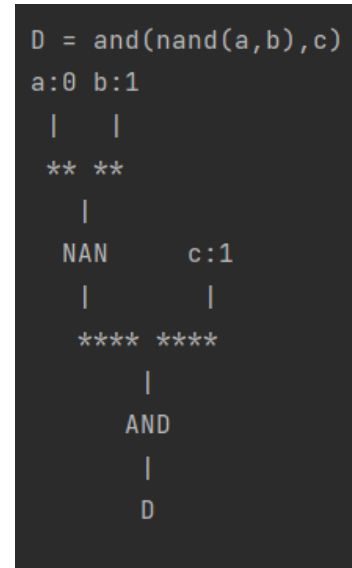 D = and(nand(a,b),c)
a:0 b:1
 |   |
 ** **
   |
  NAN     c:1
   |       |
   **** ****
       |
      AND
       |
       D